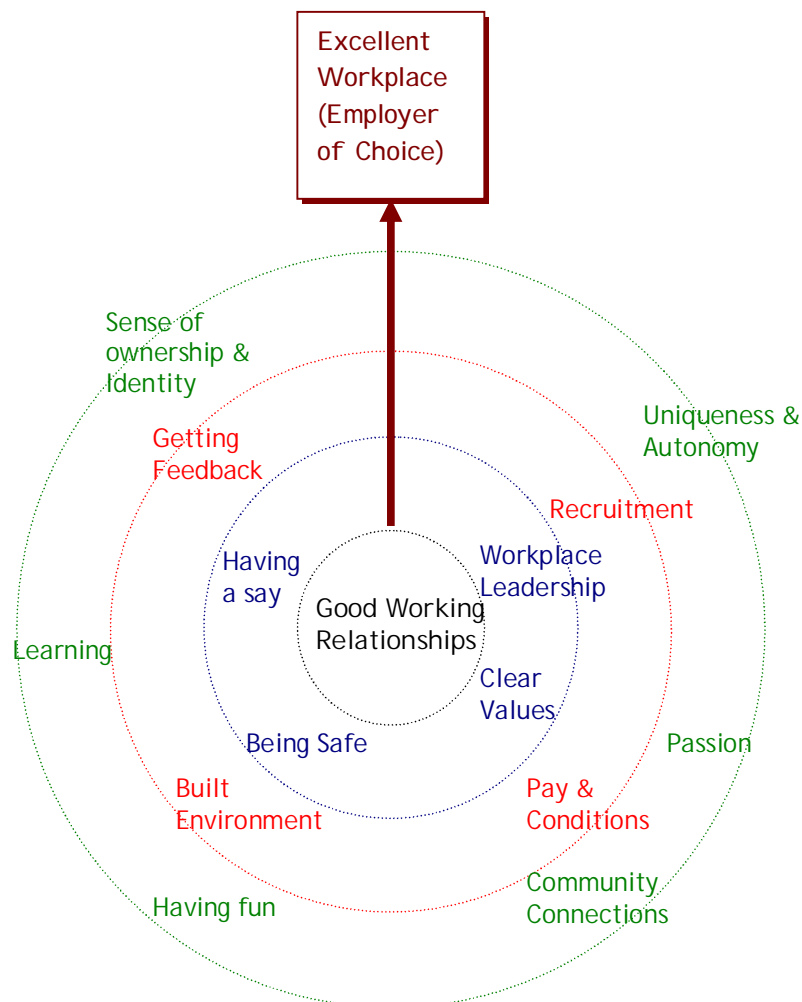 Excellent
Workplace
(Employer
of Choice)
Sense of
ownership &
Identity
Uniqueness &
Autonomy
Getting
Feedback
Recruitment
Having
a say
Workplace
Leadership
Good Working
Relationships
Learning
Clear
Values
Being Safe
Passion
Built
Environment
Pay &
Conditions
Community
Connections
Having fun